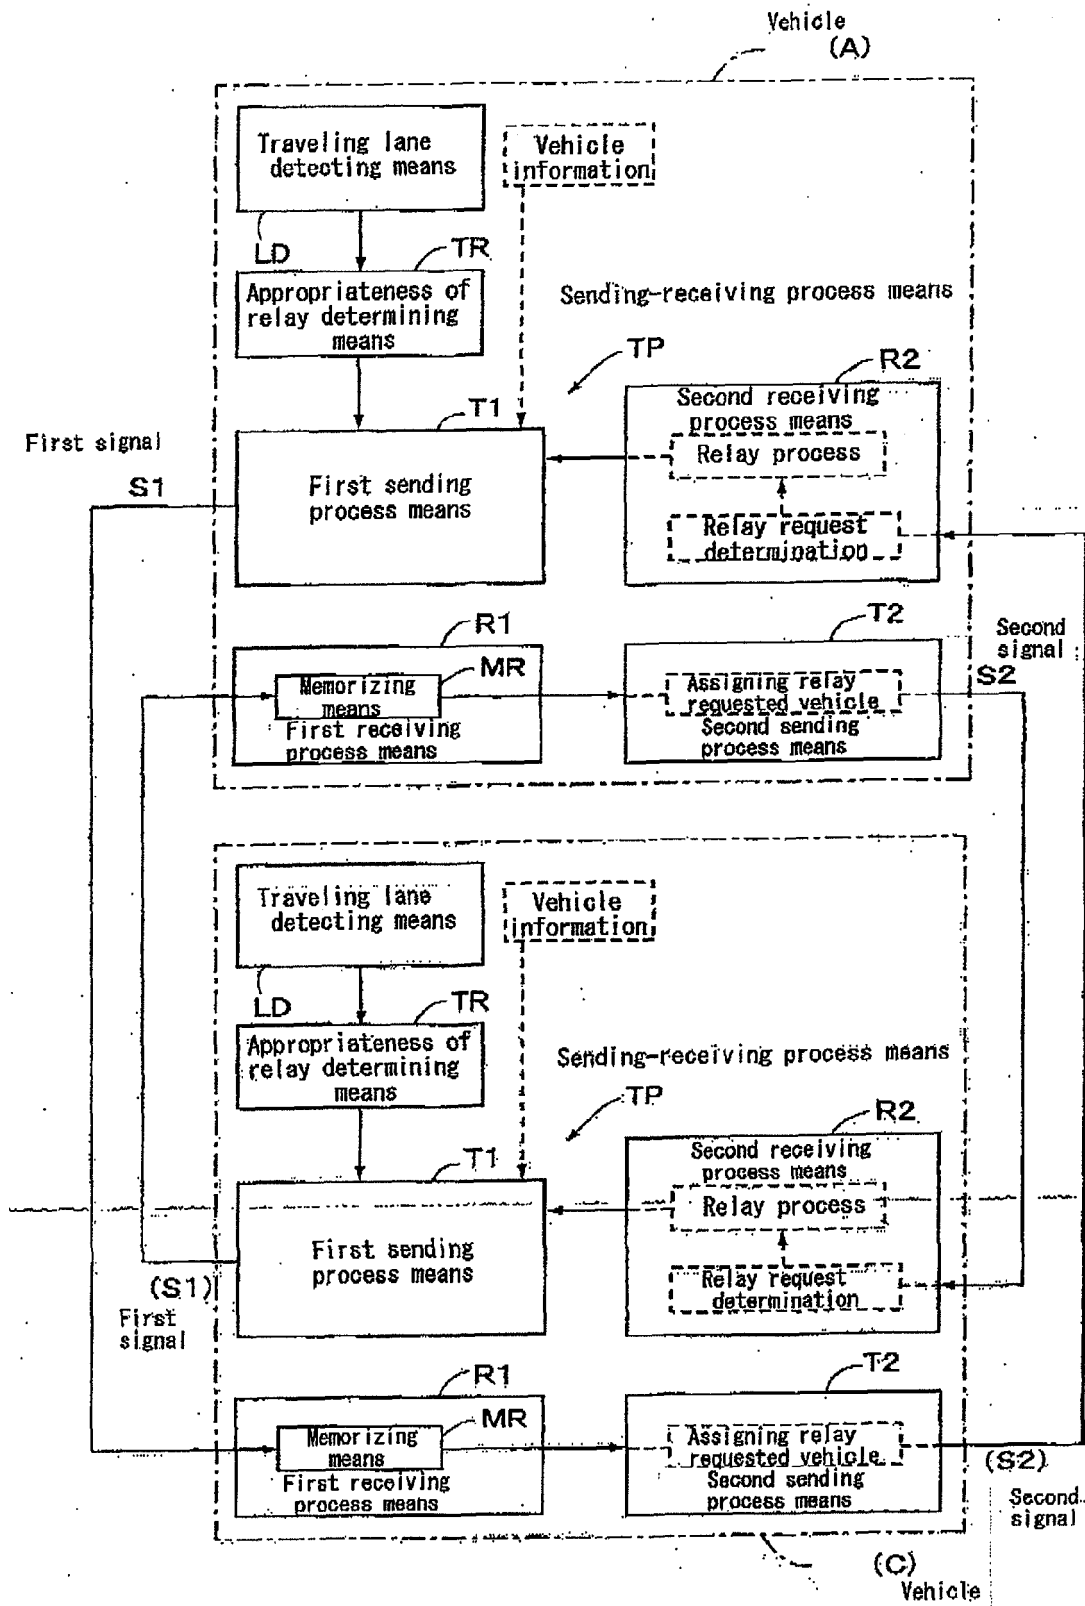 Vehicle
(A)
Traveling lane
detecting means
Vehicle
information
LD
TR
Appropriateness of
relay determining
means
Sending-receiving process means
TP
R2
Second receiving
process means
Relay process
Relay request
determination
First signal
S1
T1
First sending
process means
R1
MR
Memorizing
means
First receiving
process means
T2
Assigning relay
requested vehicle
Second sending
process means
Second
signal
S2
Traveling lane
detecting means
Vehicle
information
LD
TR
Appropriateness of
relay determining
means
Sending-receiving process means
TP
R2
Second receiving
process means
Relay process
Relay request
determination
T1
First sending
process means
(S1)
First
signal
R1
MR
Memorizing
means
First receiving
process means
T2
Assigning relay
requested vehicle
Second sending
process means
(S2)
Second
signal
(C)
Vehicle